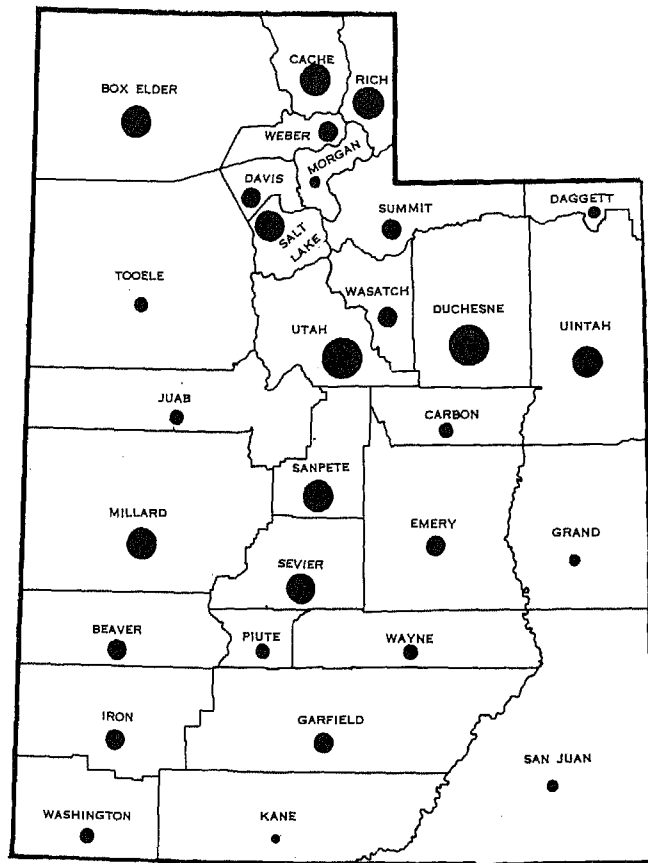 CACHE
RICH
BOX ELDER
WEBER
MORGAN
DAVIS
DAGGETT
SUMMIT
SALT
LAKE
TOOELE
WASATCH
DUCHESNE
UTAH
UINTAH
JUAB
CARBON
SANPETE
MILLARD
EMERY
GRAND
SEVIER
BEAVER
PIUTE
WAYNE
IRON
GARFIELD
SAN JUAN
WASHINGTON
KANE